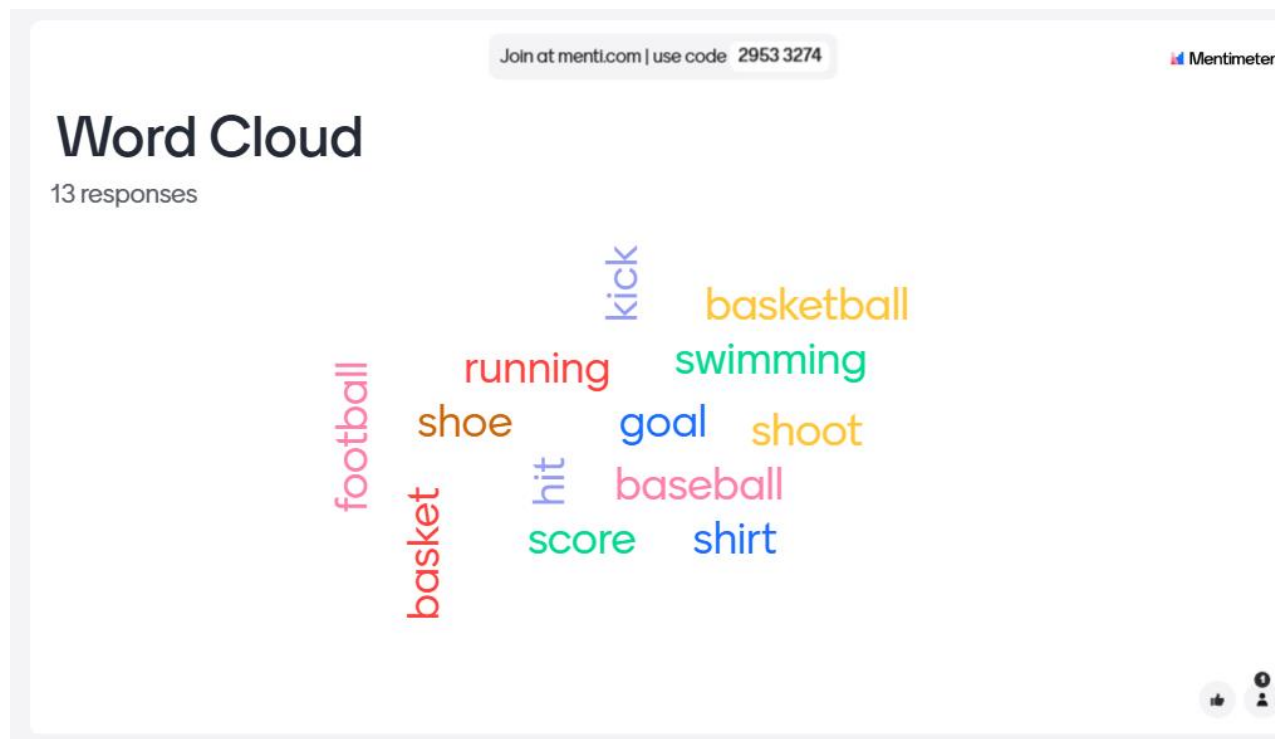 Join at menti.com | use code 2953 3274
Mentimeter
Word Cloud
13 responses
kick
basketball
running
swimming
football
shoe
goal
shoot
hit
baseball
basket
score
shirt
1